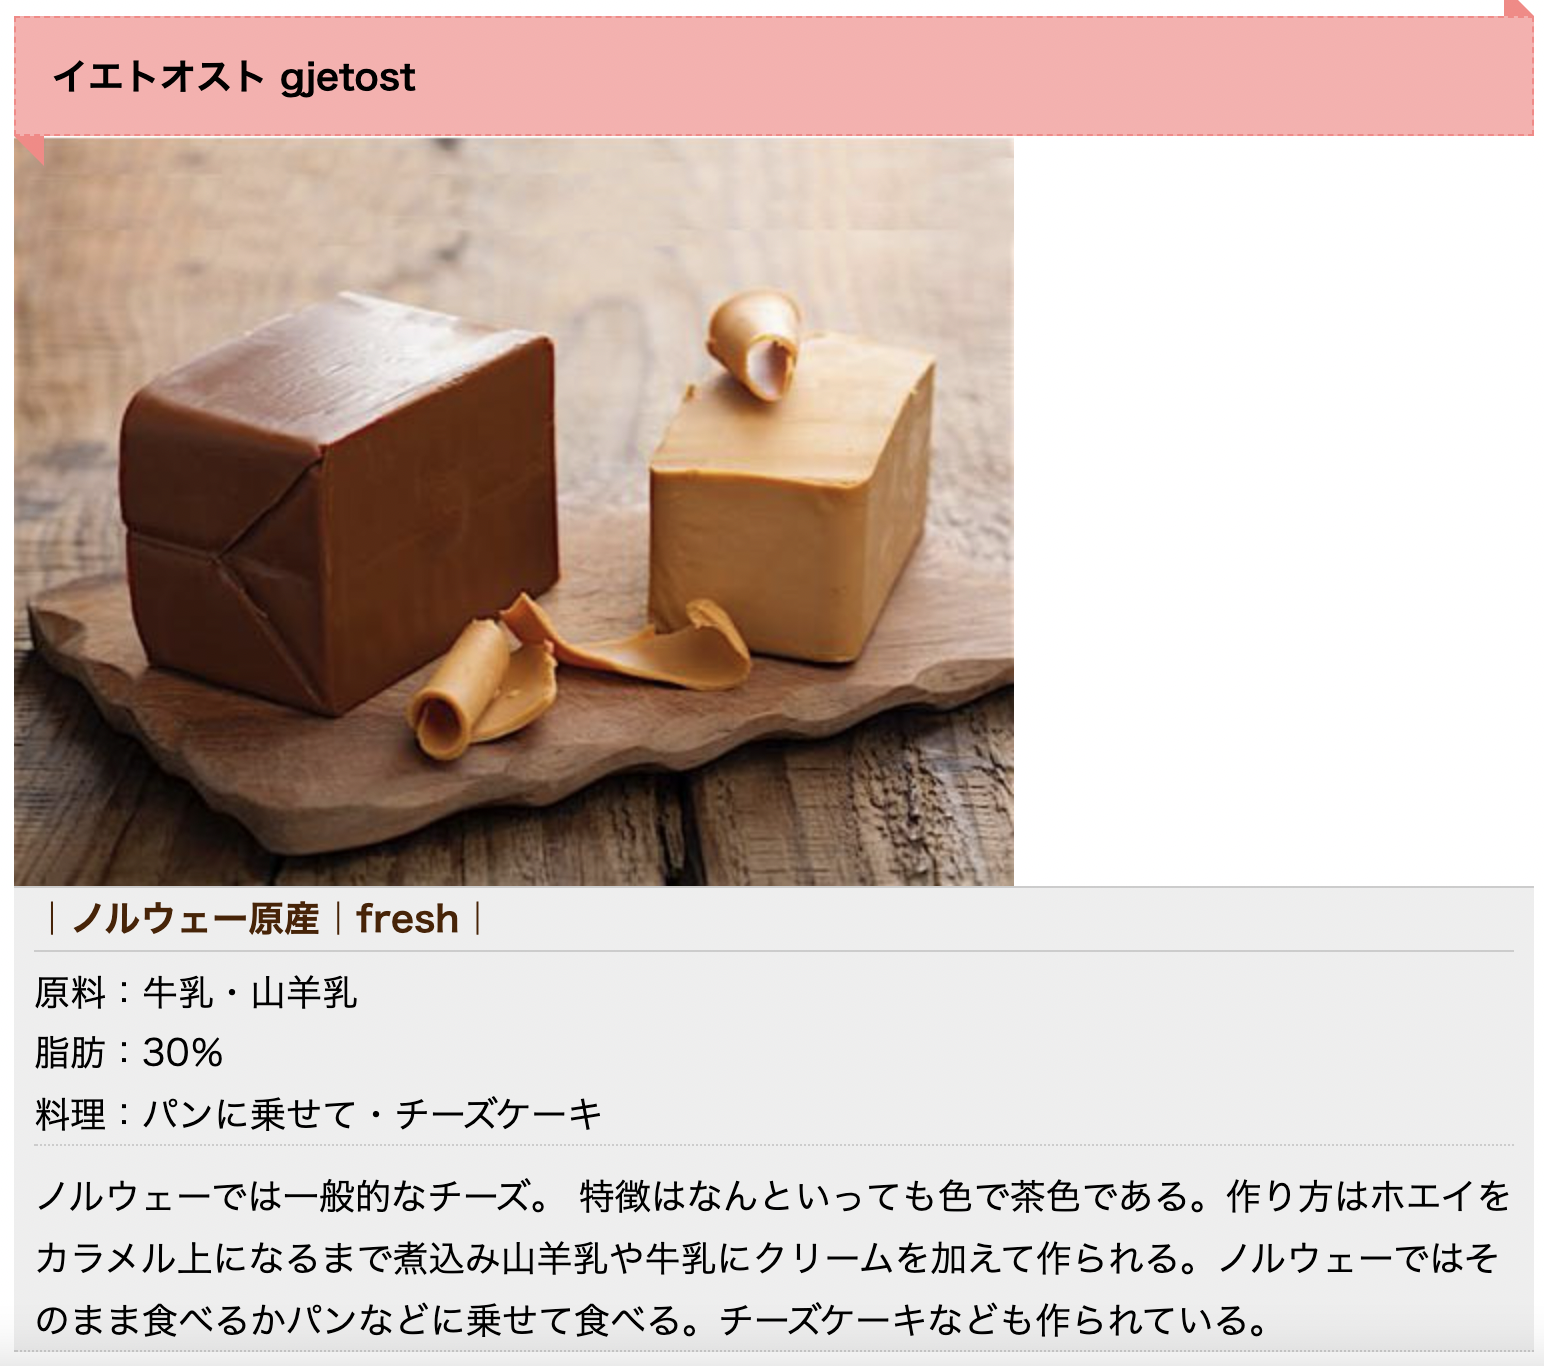 イエトオスト gjetost
｜ノルウェー原産｜fresh｜
原料：牛乳・山羊乳
脂肪：30%
料理：パンに乗せて・チーズケーキ
ノルウェーでは一般的なチーズ。 特徴はなんといっても色で茶色である。作り方はホエイを
カラメル上になるまで煮込み山羊乳や牛乳にクリームを加えて作られる。ノルウェーではそ
のまま食べるかパンなどに乗せて食べる。チーズケーキなども作られている。